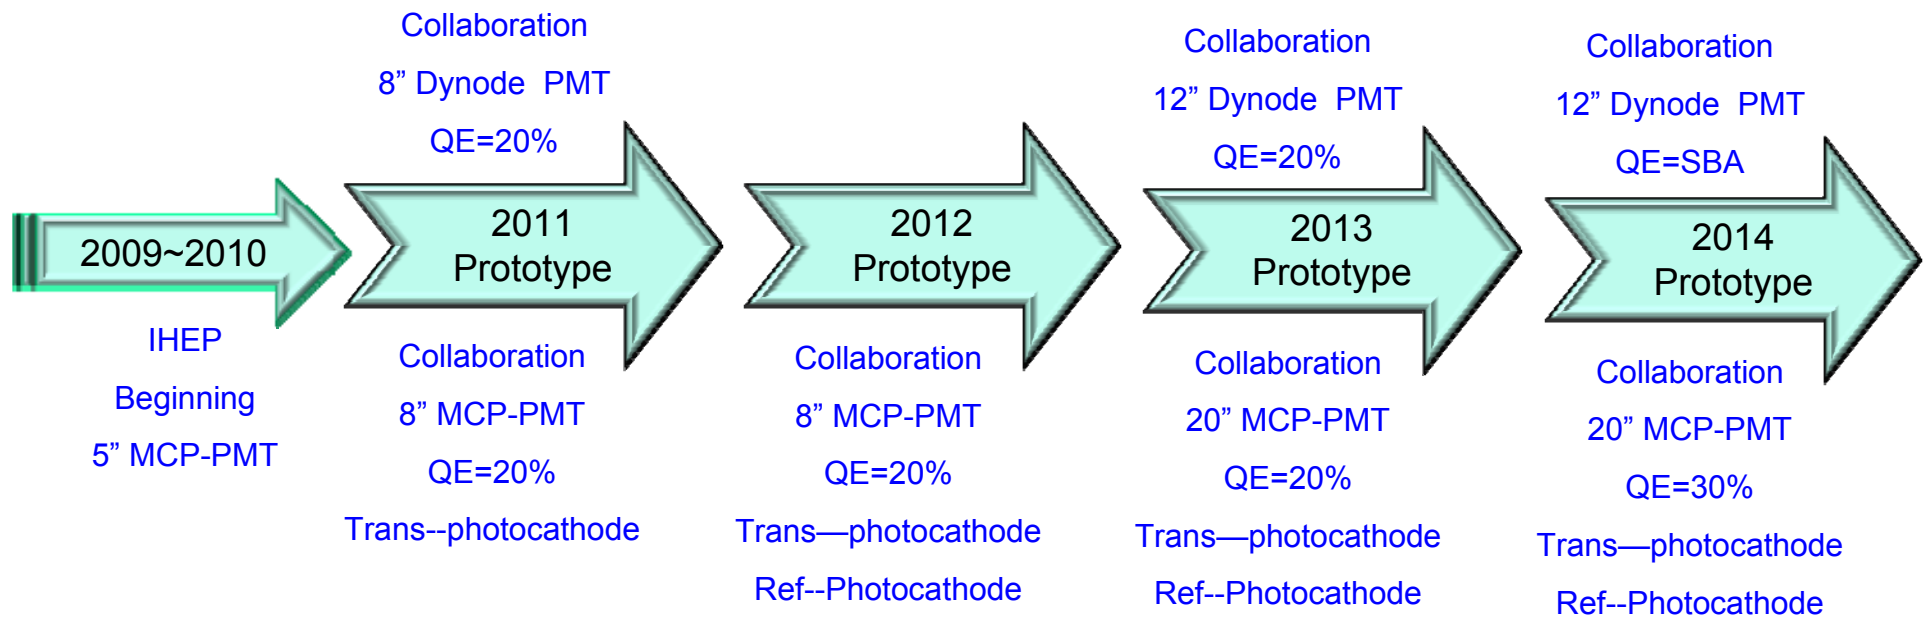 2009~2010
IHEP
Beginning
5” MCP-PMT
Collaboration
8” Dynode  PMT
QE=20%
2011
Prototype
Collaboration
8” MCP-PMT
QE=20%
Trans--photocathode
2012
Prototype
Collaboration
8” MCP-PMT
QE=20%
Trans—photocathode
Ref--Photocathode
Collaboration
12” Dynode  PMT
QE=20%
2013
Prototype
Collaboration
20” MCP-PMT
QE=20%
Trans—photocathode
Ref--Photocathode
Collaboration
12” Dynode  PMT
QE=SBA
2014
Prototype
Collaboration
20” MCP-PMT
QE=30%
Trans—photocathode
Ref--Photocathode